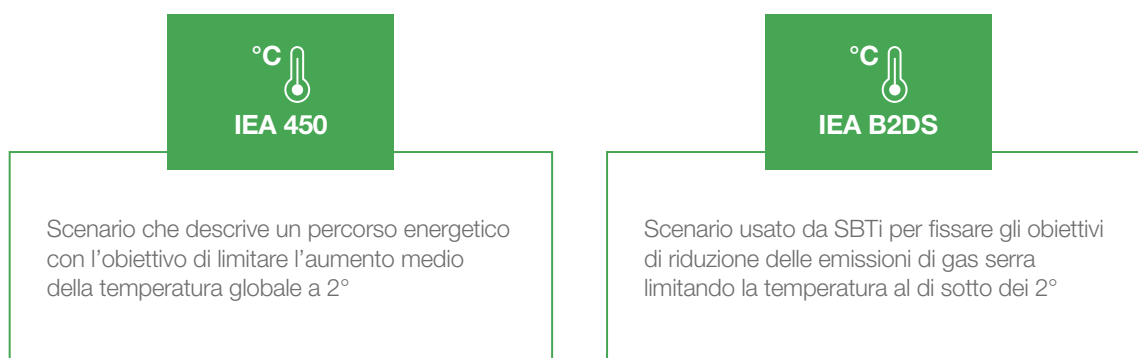 °C
IEA 450
Scenario che descrive un percorso energetico
con l’obiettivo di limitare l’aumento medio
della temperatura globale a 2°
°C
IEA B2DS
Scenario usato da SBTi per fissare gli obiettivi
di riduzione delle emissioni di gas serra
limitando la temperatura al di sotto dei 2°